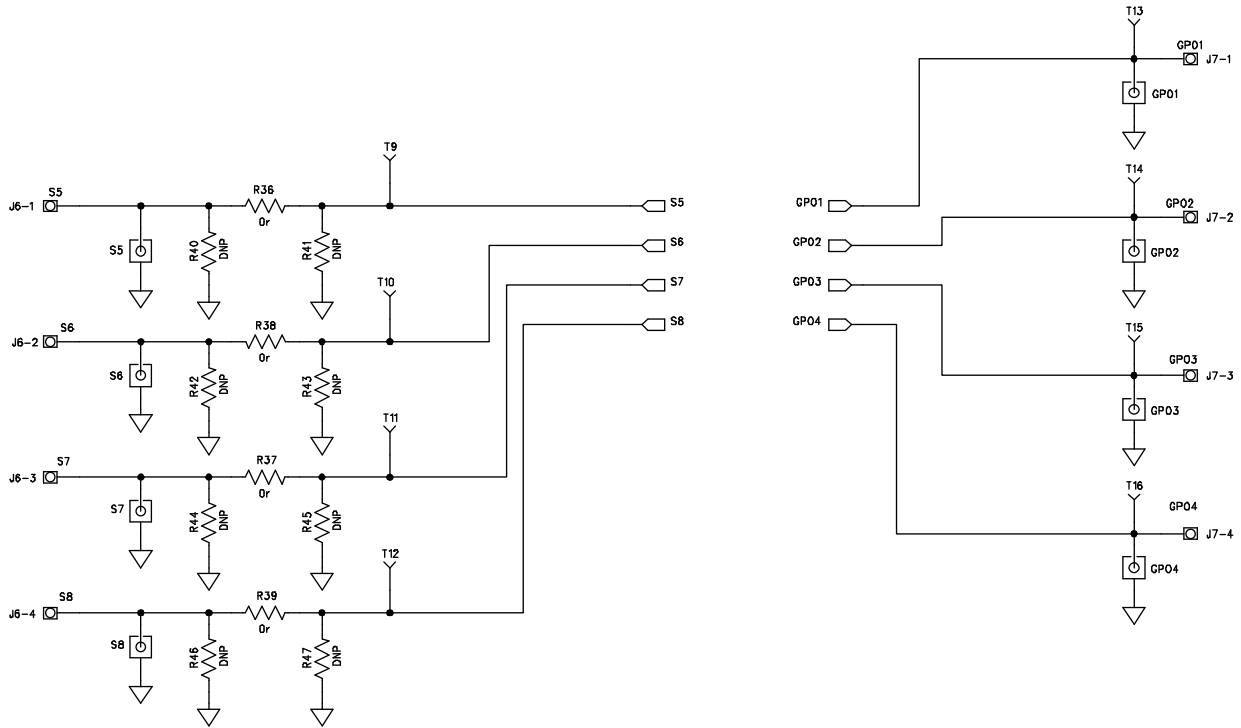 T13
GPO1
J7-1
GPO1
T9
T14
S5
R36
GPO2
J6-1
S5
GPO1
J7-2
0r
S5
R40
DNP
R41
DNP
S6
GPO2
GPO2
T10
S7
GPO3
S6
R38
S8
GPO4
T15
J6-2
0r
GPO3
S6
R42
DNP
R43
DNP
J7-3
GPO3
T11
S7
R37
J6-3
0r
T16
S7
R44
DNP
R45
DNP
GPO4
J7-4
T12
GPO4
S8
R39
J6-4
0r
S8
R46
DNP
R47
DNP